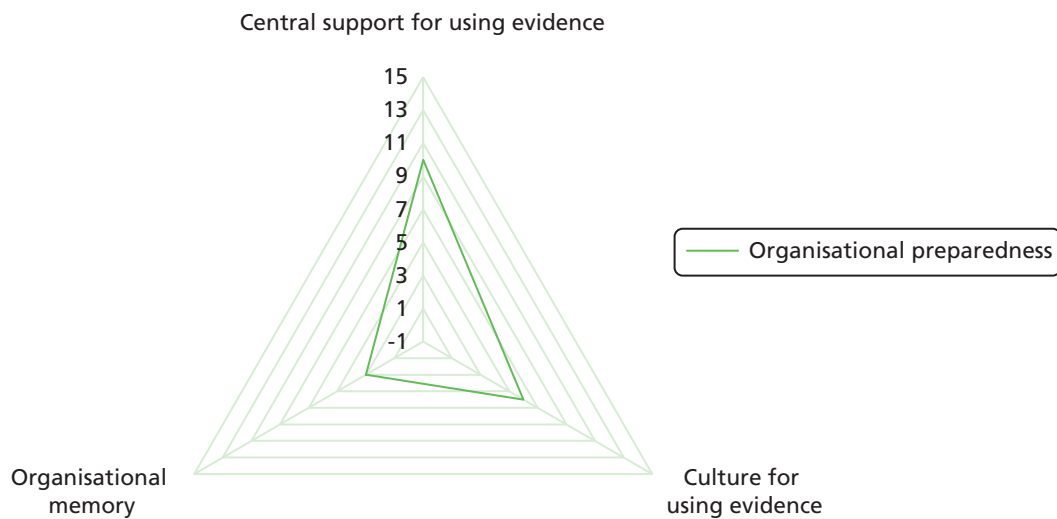 Central support for using evidence
15
13
11
9
7
5
3
1
-1
Organisational preparedness
Organisational
memory
Culture for
using evidence